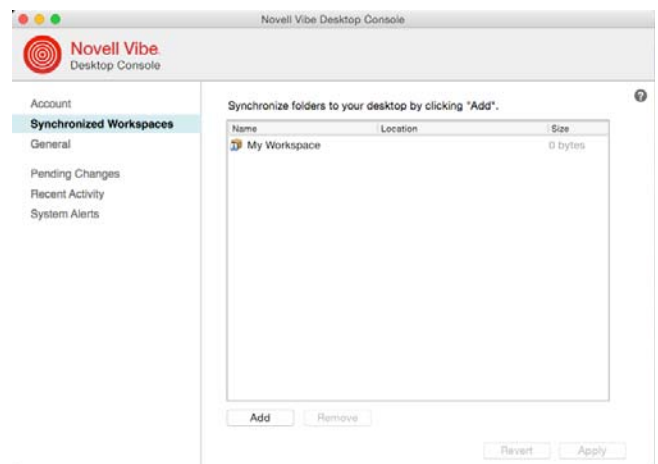 Novell Vibe Desktop Console
Novell Vibe.
Desktop Console
Account
Synchronized Workspaces
General
Pending Changes
Recent Activity
System Alerts
Synchronize folders to your desktop by clicking "Add".
Name Location Size
My Workspace 0 bytes
Add Remove
Revert Apply